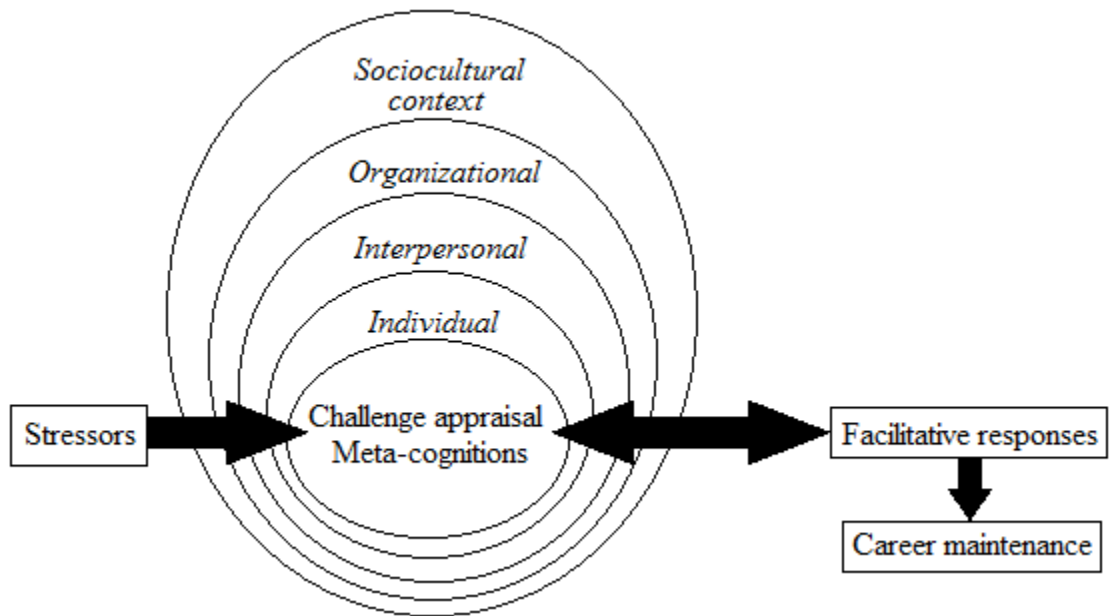 Sociocultural
context
Organizational
Interpersonal
Individual
Stressors
Challenge appraisal
Meta-cognitions
Facilitative responses
Career maintenance